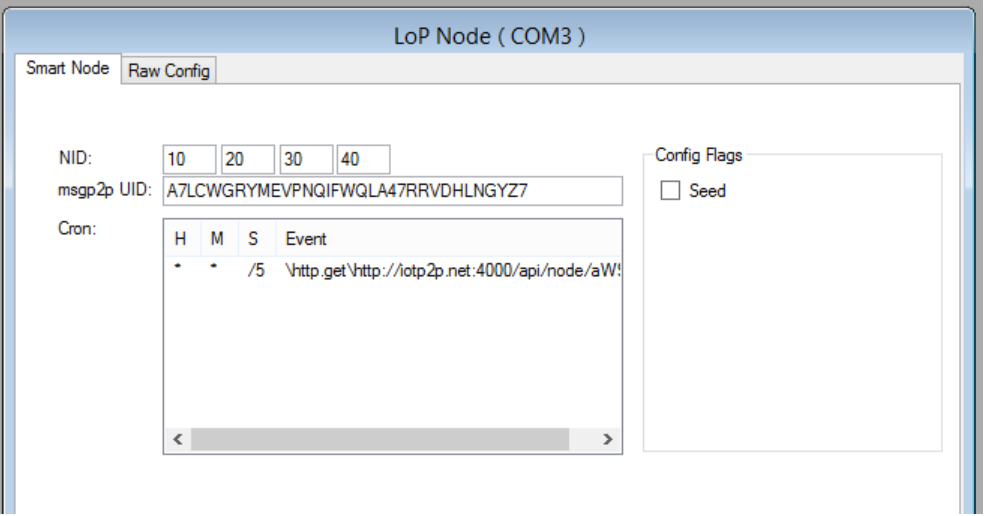 LoP Node ( COM3 )
Smart Node Raw Config
NID: 10 20 30 40
msgp2p UID: A7LCWGRYMEVPNQIFWQLA47RRVDHLNGYZ7
Cron:
H M S Event
* * /5 \http.get\http://iotp2p.net:4000/api/node/aW
Config Flags
Seed